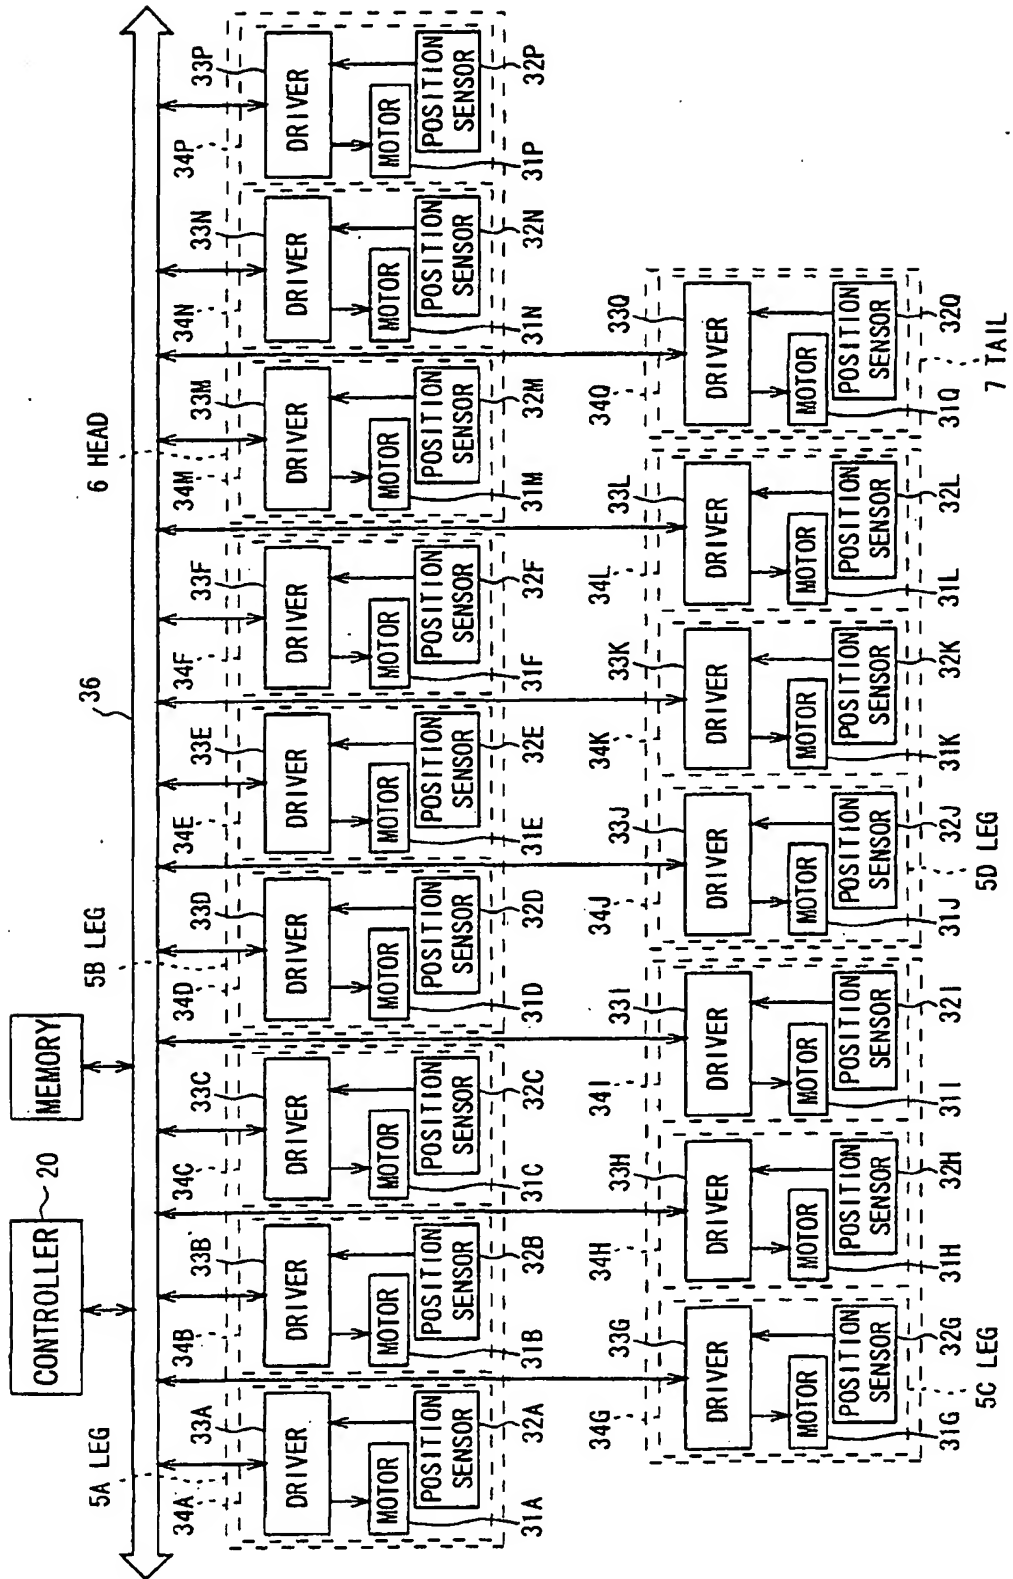 CONTROLLER
20
MEMORY
36
5A LEG
5B LEG
6 HEAD
34A
33A
34B
33B
34C
33C
34D
33D
34E
33E
34F
33F
34M
33M
34N
33N
34P
33P
DRIVER
DRIVER
DRIVER
DRIVER
DRIVER
DRIVER
DRIVER
DRIVER
DRIVER
MOTOR
POSITION
SENSOR
MOTOR
POSITION
SENSOR
MOTOR
POSITION
SENSOR
MOTOR
POSITION
SENSOR
MOTOR
POSITION
SENSOR
MOTOR
POSITION
SENSOR
MOTOR
POSITION
SENSOR
MOTOR
POSITION
SENSOR
MOTOR
POSITION
SENSOR
31A
32A
31B
32B
31C
32C
31D
32D
31E
32E
31F
32F
31M
32M
31N
32N
31P
32P
34G
33G
34H
33H
34I
33I
34J
33J
34K
33K
34L
33L
34Q
33Q
DRIVER
DRIVER
DRIVER
DRIVER
DRIVER
DRIVER
DRIVER
MOTOR
POSITION
SENSOR
MOTOR
POSITION
SENSOR
MOTOR
POSITION
SENSOR
MOTOR
POSITION
SENSOR
MOTOR
POSITION
SENSOR
MOTOR
POSITION
SENSOR
MOTOR
POSITION
SENSOR
31G
32G
31H
32H
31I
32I
31J
32J
31K
32K
31L
32L
31Q
32Q
5C LEG
5D LEG
7 TAIL